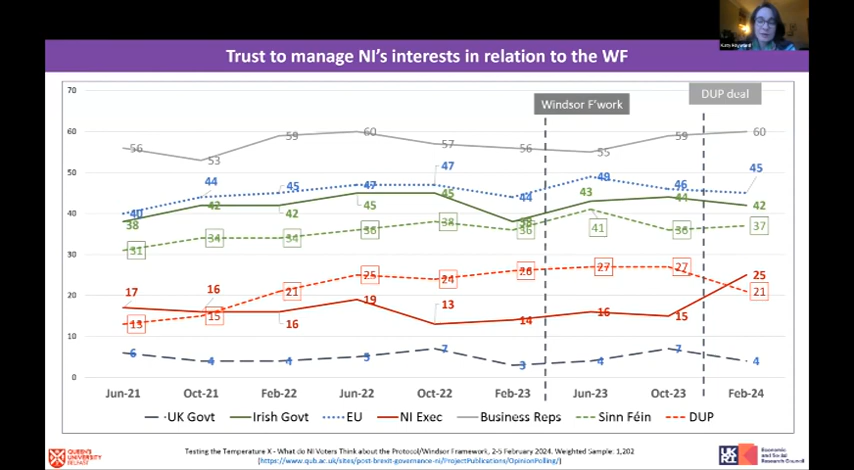 Trust to manage NI's interests in relation to the WF
Windsor F'work
DUP deal
70
60
50
40
30
20
10
0
56 53 59 60 57 56 55 59 60
40 44 45 47 47 44 49 46 45
38 42 42 45 45 38 43 44 42
31 34 34 36 38 36 41 36 37
17 16 16 19 13 14 16 15 25
13 15 21 25 24 26 27 27 21
6 4 4 5 7 3 4 7 4
Jun-21 Oct-21 Feb-22 Jun-22 Oct-22 Feb-23 Jun-23 Oct-23 Feb-24
UK Govt Irish Govt EU NI Exec Business Reps Sinn Féin DUP
QUEEN'S
UNIVERSITY
BELFAST
Testing the Temperature X - What do NI Voters Think about the Protocol/Windsor Framework, 2-5 February 2024. Weighted Sample: 1,202
(https://www.qub.ac.uk/sites/post-brexit-governance-ni/ProjectPublications/OpinionPolling/)
UKRI
Economic
and Social
Research Council